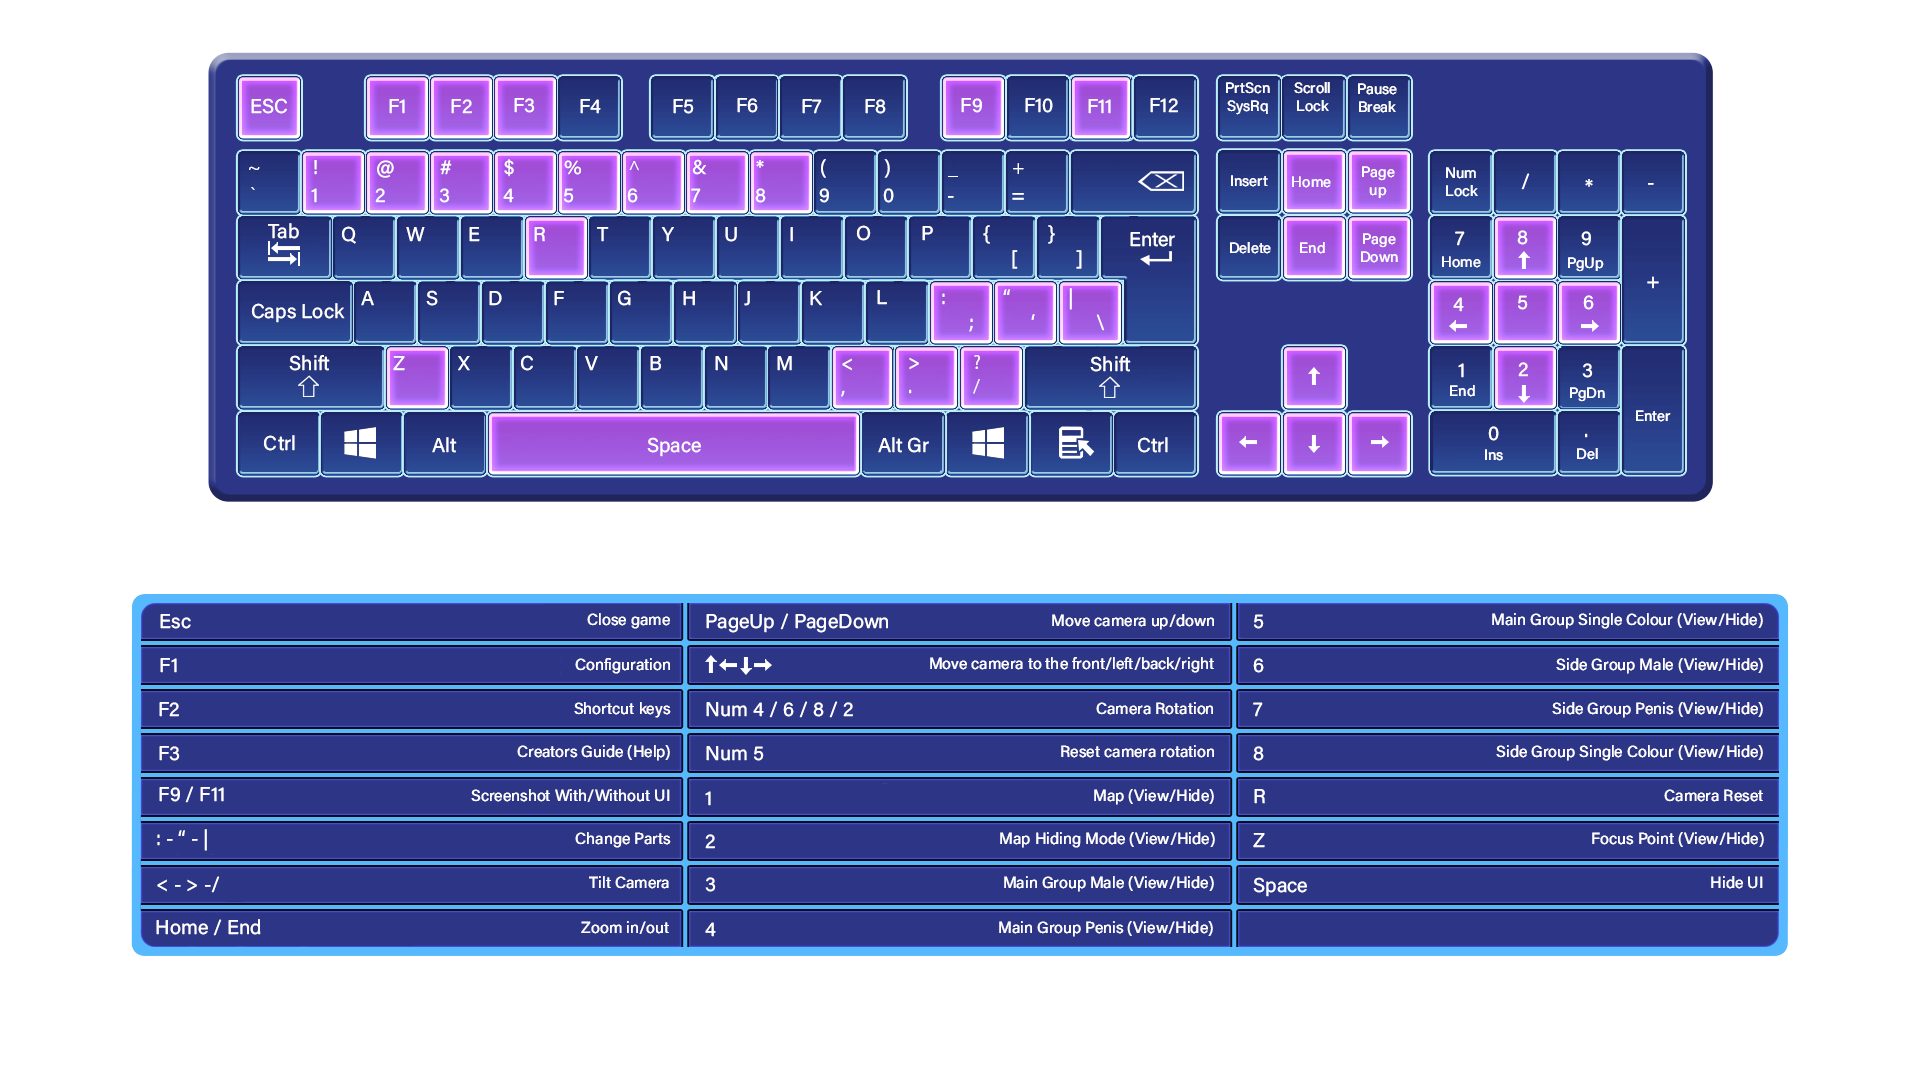 ESC F1 F2 F3 F4 F5 F6 F7 F8 F9 F10 F11 F12 PrtScn SysRq Scroll Lock Pause Break
~ ` ! 1 @ 2 # 3 $ 4 % 5 ^ 6 & 7 * 8 ( 9 ) 0 _ - + = Insert Home Page up Num Lock / * -
Tab Q W E R T Y U I O P { [ } ] Enter Delete End Page Down 7 Home 8 ↑ 9 PgUp +
Caps Lock A S D F G H J K L : ; “ ‘ | \ 4 ← 5 6 →
Shift Z X C V B N M < , > . ? / Shift ↑ 1 End 2 ↓ 3 PgDn Enter
Ctrl Alt Space Alt Gr Ctrl ← ↓ → 0 Ins . Del
Esc Close game
F1 Configuration
F2 Shortcut keys
F3 Creators Guide (Help)
F9 / F11 Screenshot With/Without UI
: - “ - | Change Parts
< - > -/ Tilt Camera
Home / End Zoom in/out
PageUp / PageDown Move camera up/down
↑←↓→ Move camera to the front/left/back/right
Num 4 / 6 / 8 / 2 Camera Rotation
Num 5 Reset camera rotation
1 Map (View/Hide)
2 Map Hiding Mode (View/Hide)
3 Main Group Male (View/Hide)
4 Main Group Penis (View/Hide)
5 Main Group Single Colour (View/Hide)
6 Side Group Male (View/Hide)
7 Side Group Penis (View/Hide)
8 Side Group Single Colour (View/Hide)
R Camera Reset
Z Focus Point (View/Hide)
Space Hide UI